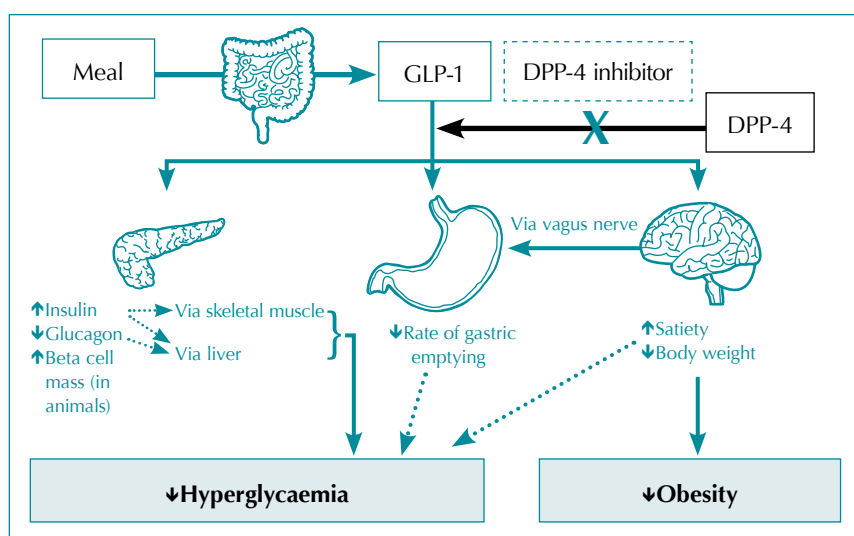 Meal
GLP-1
DPP-4 inhibitor
DPP-4
X
Via vagus nerve
↑Insulin
↓Glucagon
↑Beta cell
mass (in
animals)
Via skeletal muscle
Via liver
↓Rate of gastric
emptying
↑Satiety
↓Body weight
↓Hyperglycaemia
↓Obesity